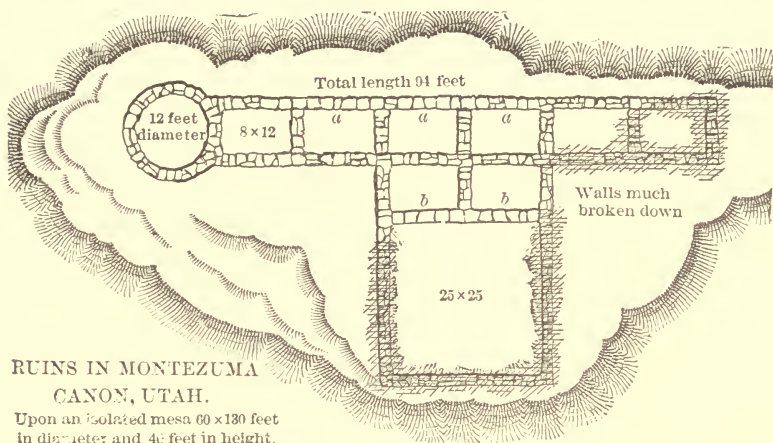 Total length 94 feet
12 feet
diameter
8×12
a
a
a
b
b
Walls much
broken down
25×25
RUINS IN MONTEZUMA
CANON, UTAH.
Upon an isolated mesa 60×130 feet
in diameter and feet in height.